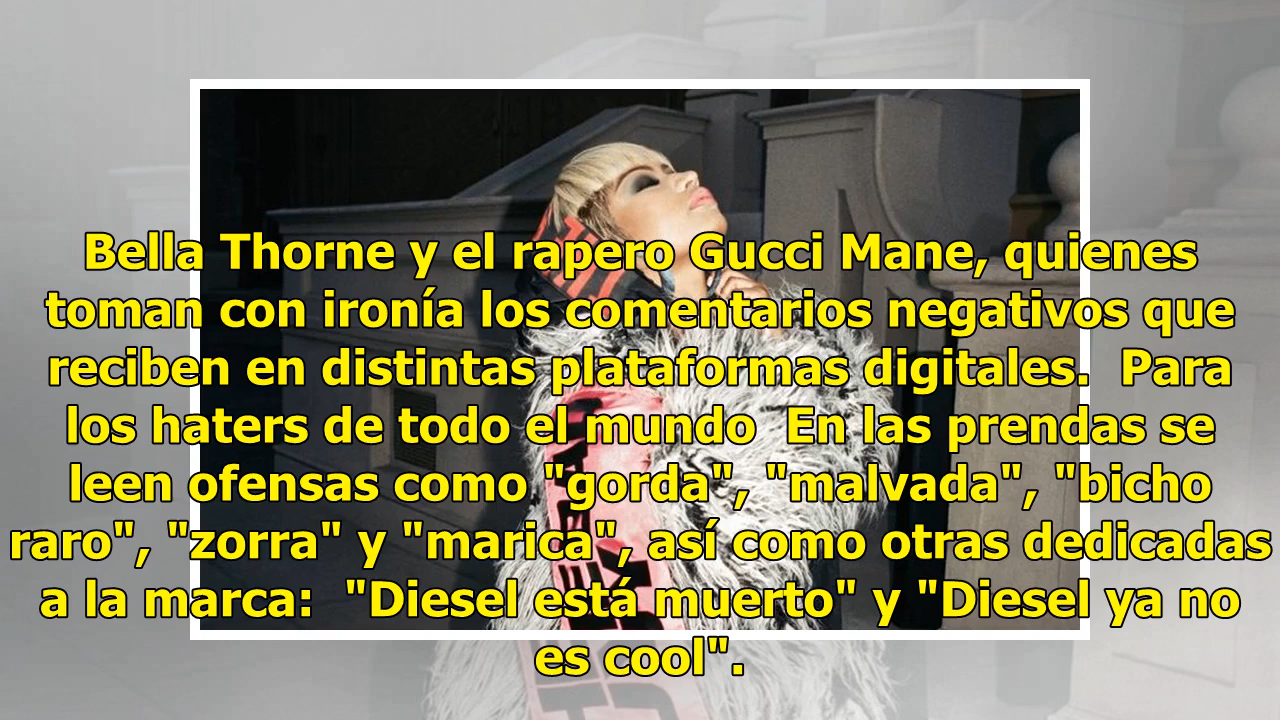 Bella Thorne y el rapero Gucci Mane, quienes
toman con ironía los comentarios negativos que
reciben en distintas plataformas digitales.  Para
los haters de todo el mundo  En las prendas se
leen ofensas como "gorda", "malvada", "bicho
raro", "zorra" y "marica", así como otras dedicadas
a la marca:  "Diesel está muerto" y "Diesel ya no
es cool".